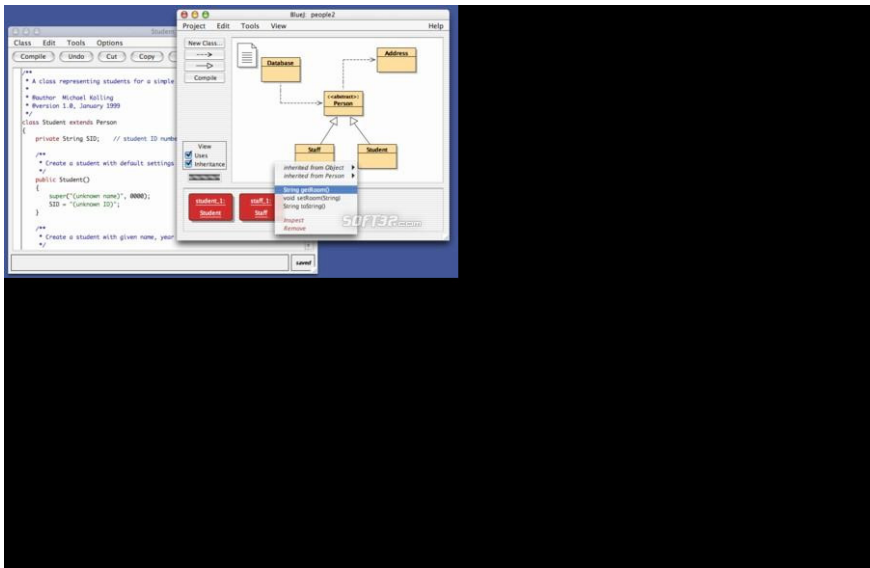 Student
Class Edit Tools Options
Compile Undo Cut Copy
/**
* A class representing students for a simple
*
* @author Michael Kolling
* @version 1.0, January 1999
*/
class Student extends Person
{
private String SID; // student ID numbe
/**
* Create a student with default settings
*/
public Student()
{
super("(unknown name)", 0000);
SID = "(unknown ID)";
}
/**
* Create a student with given name, year
*/
saved
BlueJ: people2
Project Edit Tools View Help
New Class...
--->
Compile
View
Uses
Inheritance
Database
Address
<<abstract>>
Person
Staff
Student
inherited from Object
inherited from Person
String getRoom()
void setRoom(String)
String toString()
Inspect
Remove
student_1:
Student
staff_1:
Staff
SOFT32.com